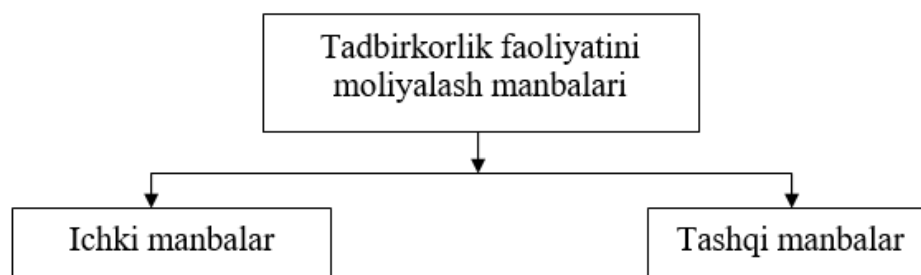 Tadbirkorlik faoliyatini
moliyalash manbalari
Ichki manbalar
Tashqi manbalar